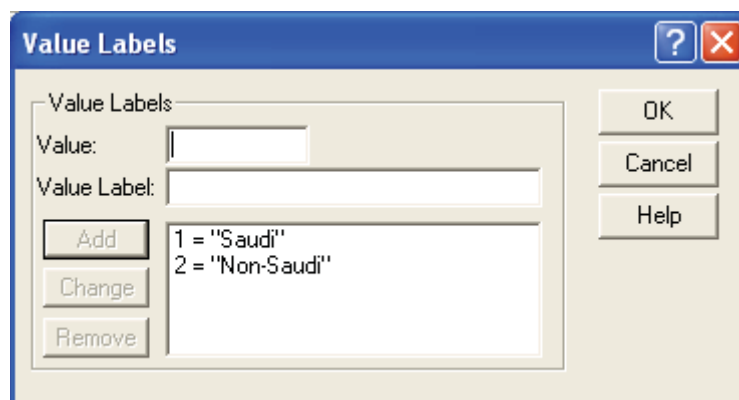 Value Labels
?
Value Labels
Value:
Value Label:
Add
1 = "Saudi"
2 = "Non-Saudi"
Change
Remove
OK
Cancel
Help